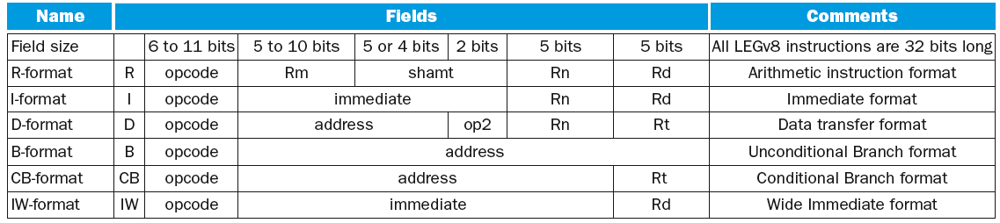 Name Fields Comments
Field size 6 to 11 bits 5 to 10 bits 5 or 4 bits 2 bits 5 bits 5 bits All LEGv8 instructions are 32 bits long
R-format R opcode Rm shamt Rn Rd Arithmetic instruction format
I-format I opcode immediate Rn Rd Immediate format
D-format D opcode address op2 Rn Rt Data transfer format
B-format B opcode address Unconditional Branch format
CB-format CB opcode address Rt Conditional Branch format
IW-format IW opcode immediate Rd Wide Immediate format